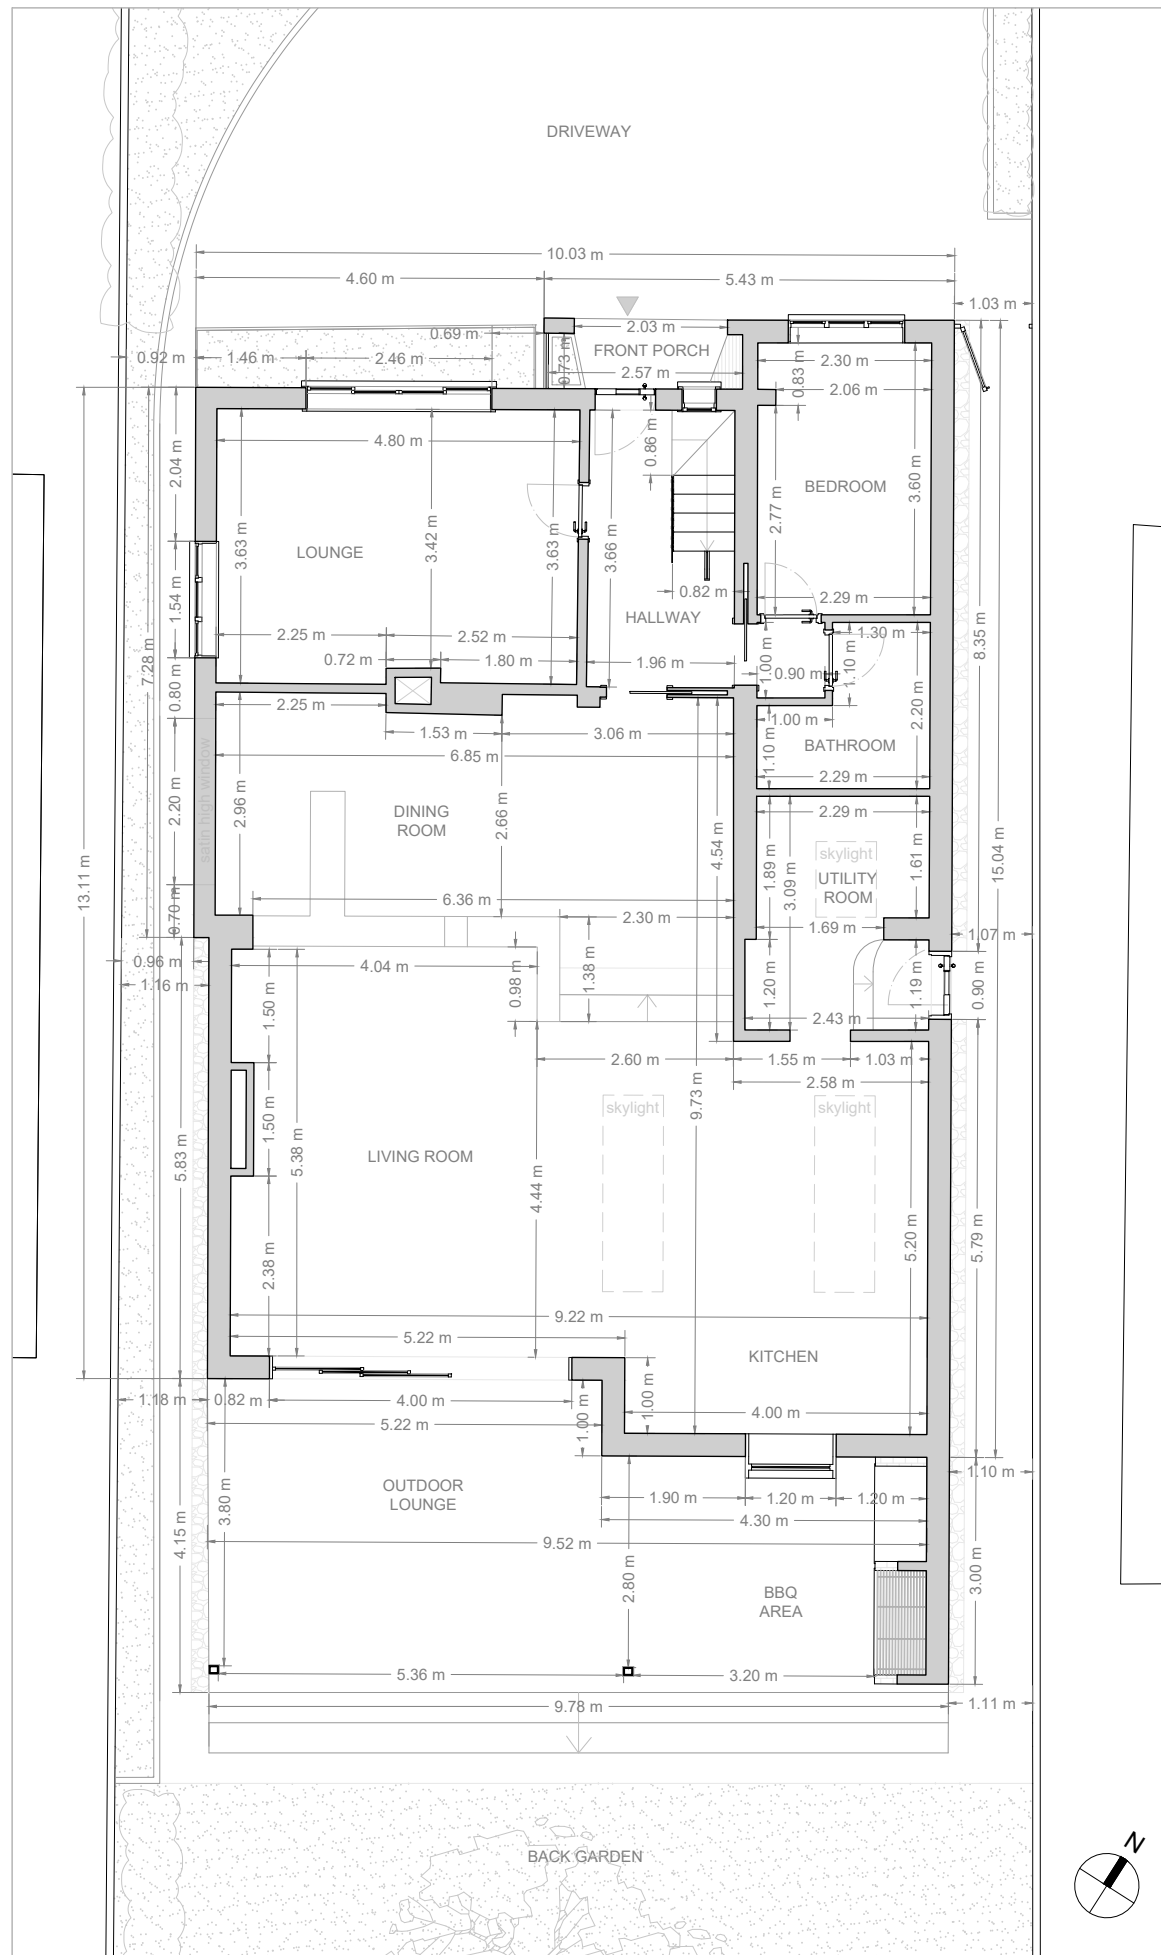 DRIVEWAY
10.03 m
4.60 m
5.43 m
1.03 m
2.03 m
0.69 m
FRONT PORCH
0.73 m
2.57 m
0.92 m
1.46 m
2.46 m
2.30 m
0.83 m
2.06 m
4.80 m
0.86 m
2.04 m
3.63 m
3.42 m
3.63 m
3.66 m
BEDROOM
3.60 m
2.77 m
LOUNGE
1.54 m
0.82 m
2.29 m
HALLWAY
2.25 m
2.52 m
1.30 m
8.35 m
0.72 m
1.80 m
1.96 m
1.00 m
0.90 m
1.10 m
7.28 m
0.80 m
2.20 m
2.25 m
1.53 m
3.06 m
1.00 m
BATHROOM
1.10 m
6.85 m
2.29 m
satin high window
2.20 m
2.96 m
DINING
ROOM
2.66 m
4.54 m
2.29 m
1.89 m
3.09 m
skylight
1.61 m
UTILITY
ROOM
15.04 m
13.11 m
6.36 m
2.30 m
0.70 m
1.69 m
1.07 m
0.96 m
1.16 m
4.04 m
0.98 m
1.38 m
1.50 m
1.20 m
1.19 m
0.90 m
2.43 m
2.60 m
1.55 m
1.03 m
2.58 m
9.73 m
skylight
skylight
1.50 m
5.38 m
5.83 m
LIVING ROOM
4.44 m
5.20 m
5.79 m
2.38 m
9.22 m
5.22 m
KITCHEN
1.18 m
0.82 m
4.00 m
1.00 m
1.00 m
4.00 m
5.22 m
OUTDOOR
LOUNGE
1.10 m
1.90 m
1.20 m
1.20 m
3.80 m
4.30 m
4.15 m
9.52 m
2.80 m
3.00 m
BBQ
AREA
5.36 m
3.20 m
9.78 m
1.11 m
BACK GARDEN
N